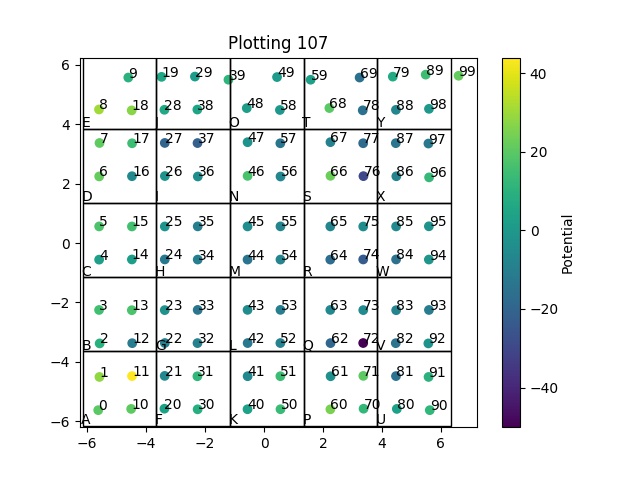 Plotting 107
6
4
2
0
−2
−4
−6
−6
−4
−2
0
2
4
6
9 19 29 39 49 59 69 79 89 99
8 18 28 38 48 58 68 78 88 98
E J O T Y
7 17 27 37 47 57 67 77 87 97
6 16 26 36 46 56 66 76 86 96
D I N S X
5 15 25 35 45 55 65 75 85 95
4 14 24 34 44 54 64 74 84 94
C H M R W
3 13 23 33 43 53 63 73 83 93
2 12 22 32 42 52 62 72 82 92
B G L Q V
1 11 21 31 41 51 61 71 81 91
0 10 20 30 40 50 60 70 80 90
A F K P U
40
20
0
−20
−40
Potential